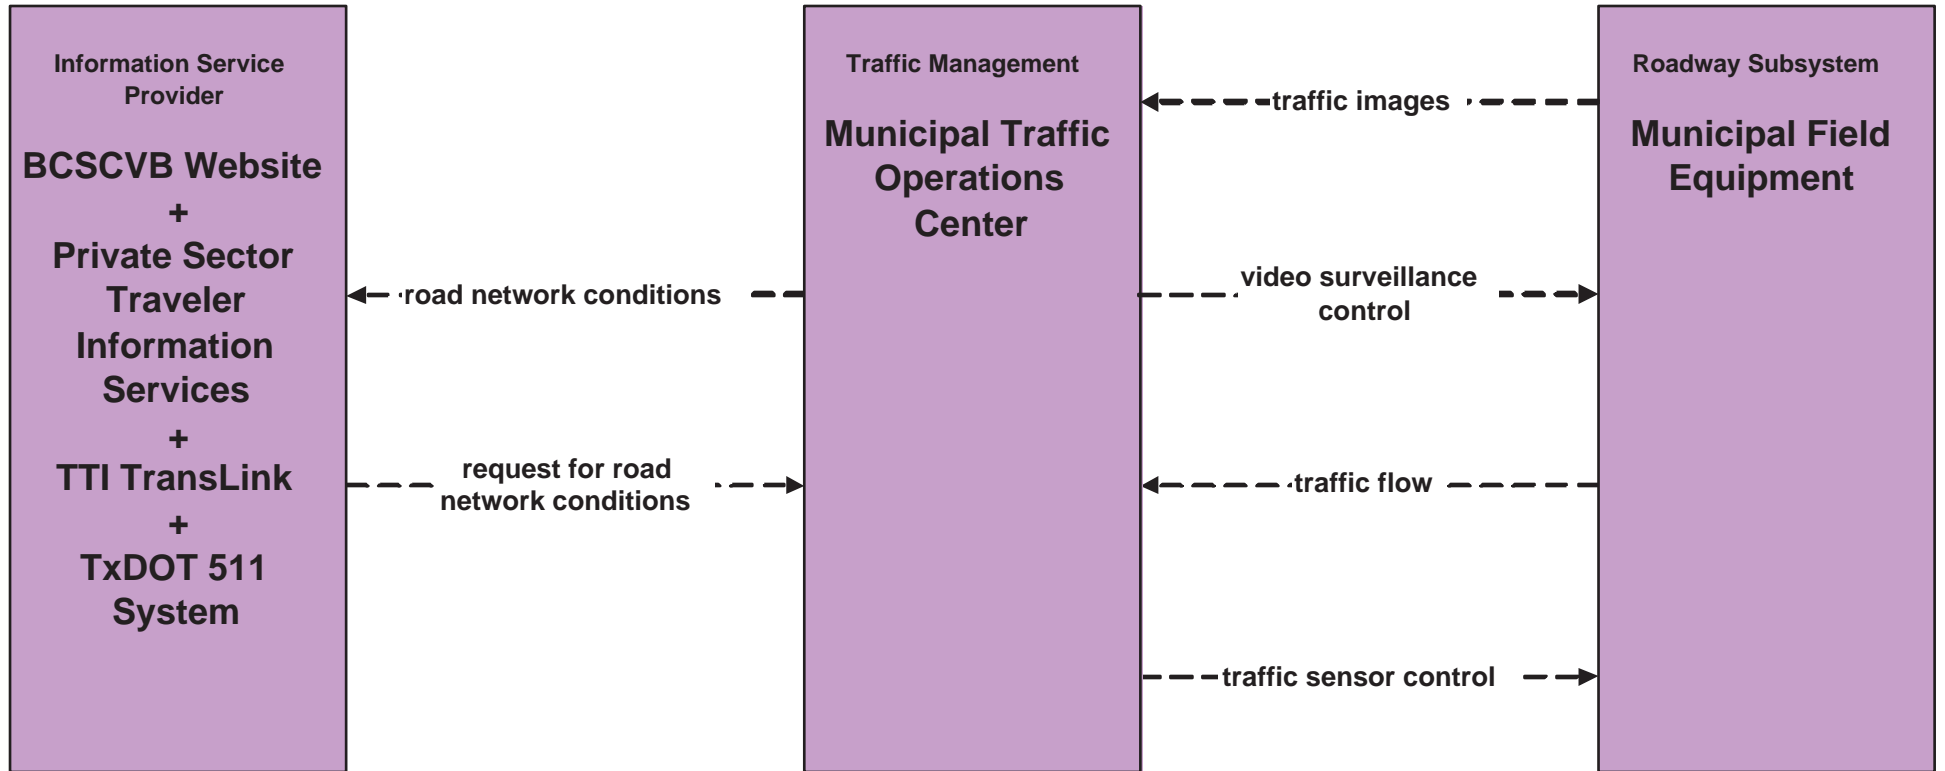 Information Service
Provider
BCSCVB Website
+
Private Sector
Traveler
Information
Services
+
TTI TransLink
+
TxDOT 511
System
road network conditions
request for road
network conditions
Traffic Management
Municipal Traffic
Operations
Center
traffic images
video surveillance
control
traffic flow
traffic sensor control
Roadway Subsystem
Municipal Field
Equipment